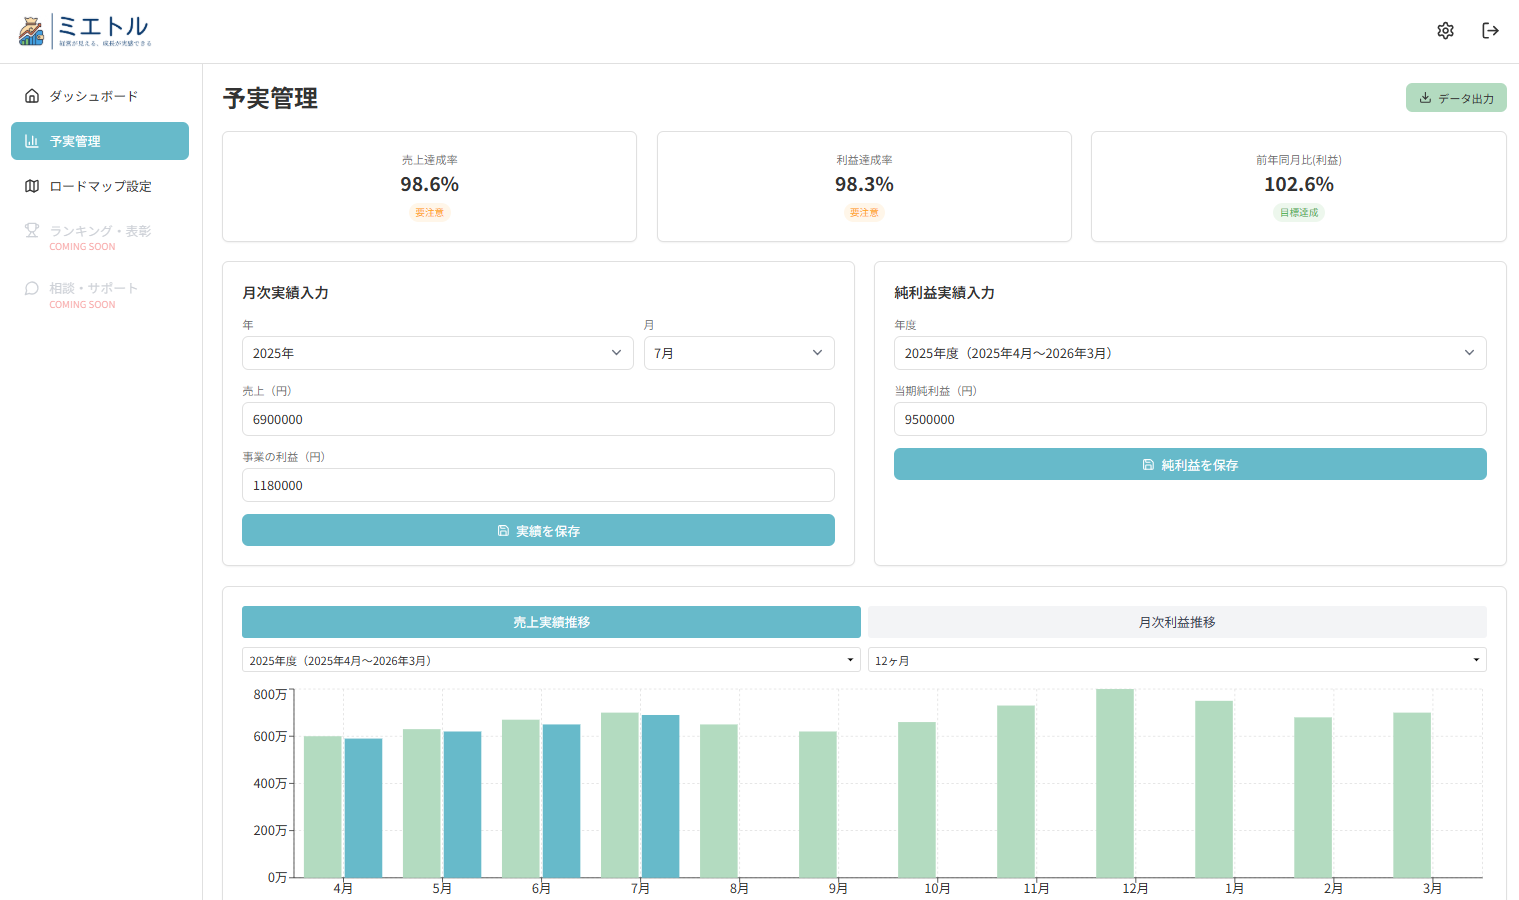 ミエトル
経営が見える、成長が実感できる
ダッシュボード
予実管理
ロードマップ設定
ランキング・表彰
COMING SOON
相談・サポート
COMING SOON
予実管理
データ出力
売上達成率
98.6%
要注意
利益達成率
98.3%
要注意
前年同月比(利益)
102.6%
目標達成
月次実績入力
年
月
2025年
7月
売上（円）
6900000
事業の利益（円）
1180000
実績を保存
純利益実績入力
年度
2025年度（2025年4月〜2026年3月）
当期純利益（円）
9500000
純利益を保存
売上実績推移
月次利益推移
2025年度（2025年4月〜2026年3月）
12ヶ月
800万
600万
400万
200万
0万
4月
5月
6月
7月
8月
9月
10月
11月
12月
1月
2月
3月